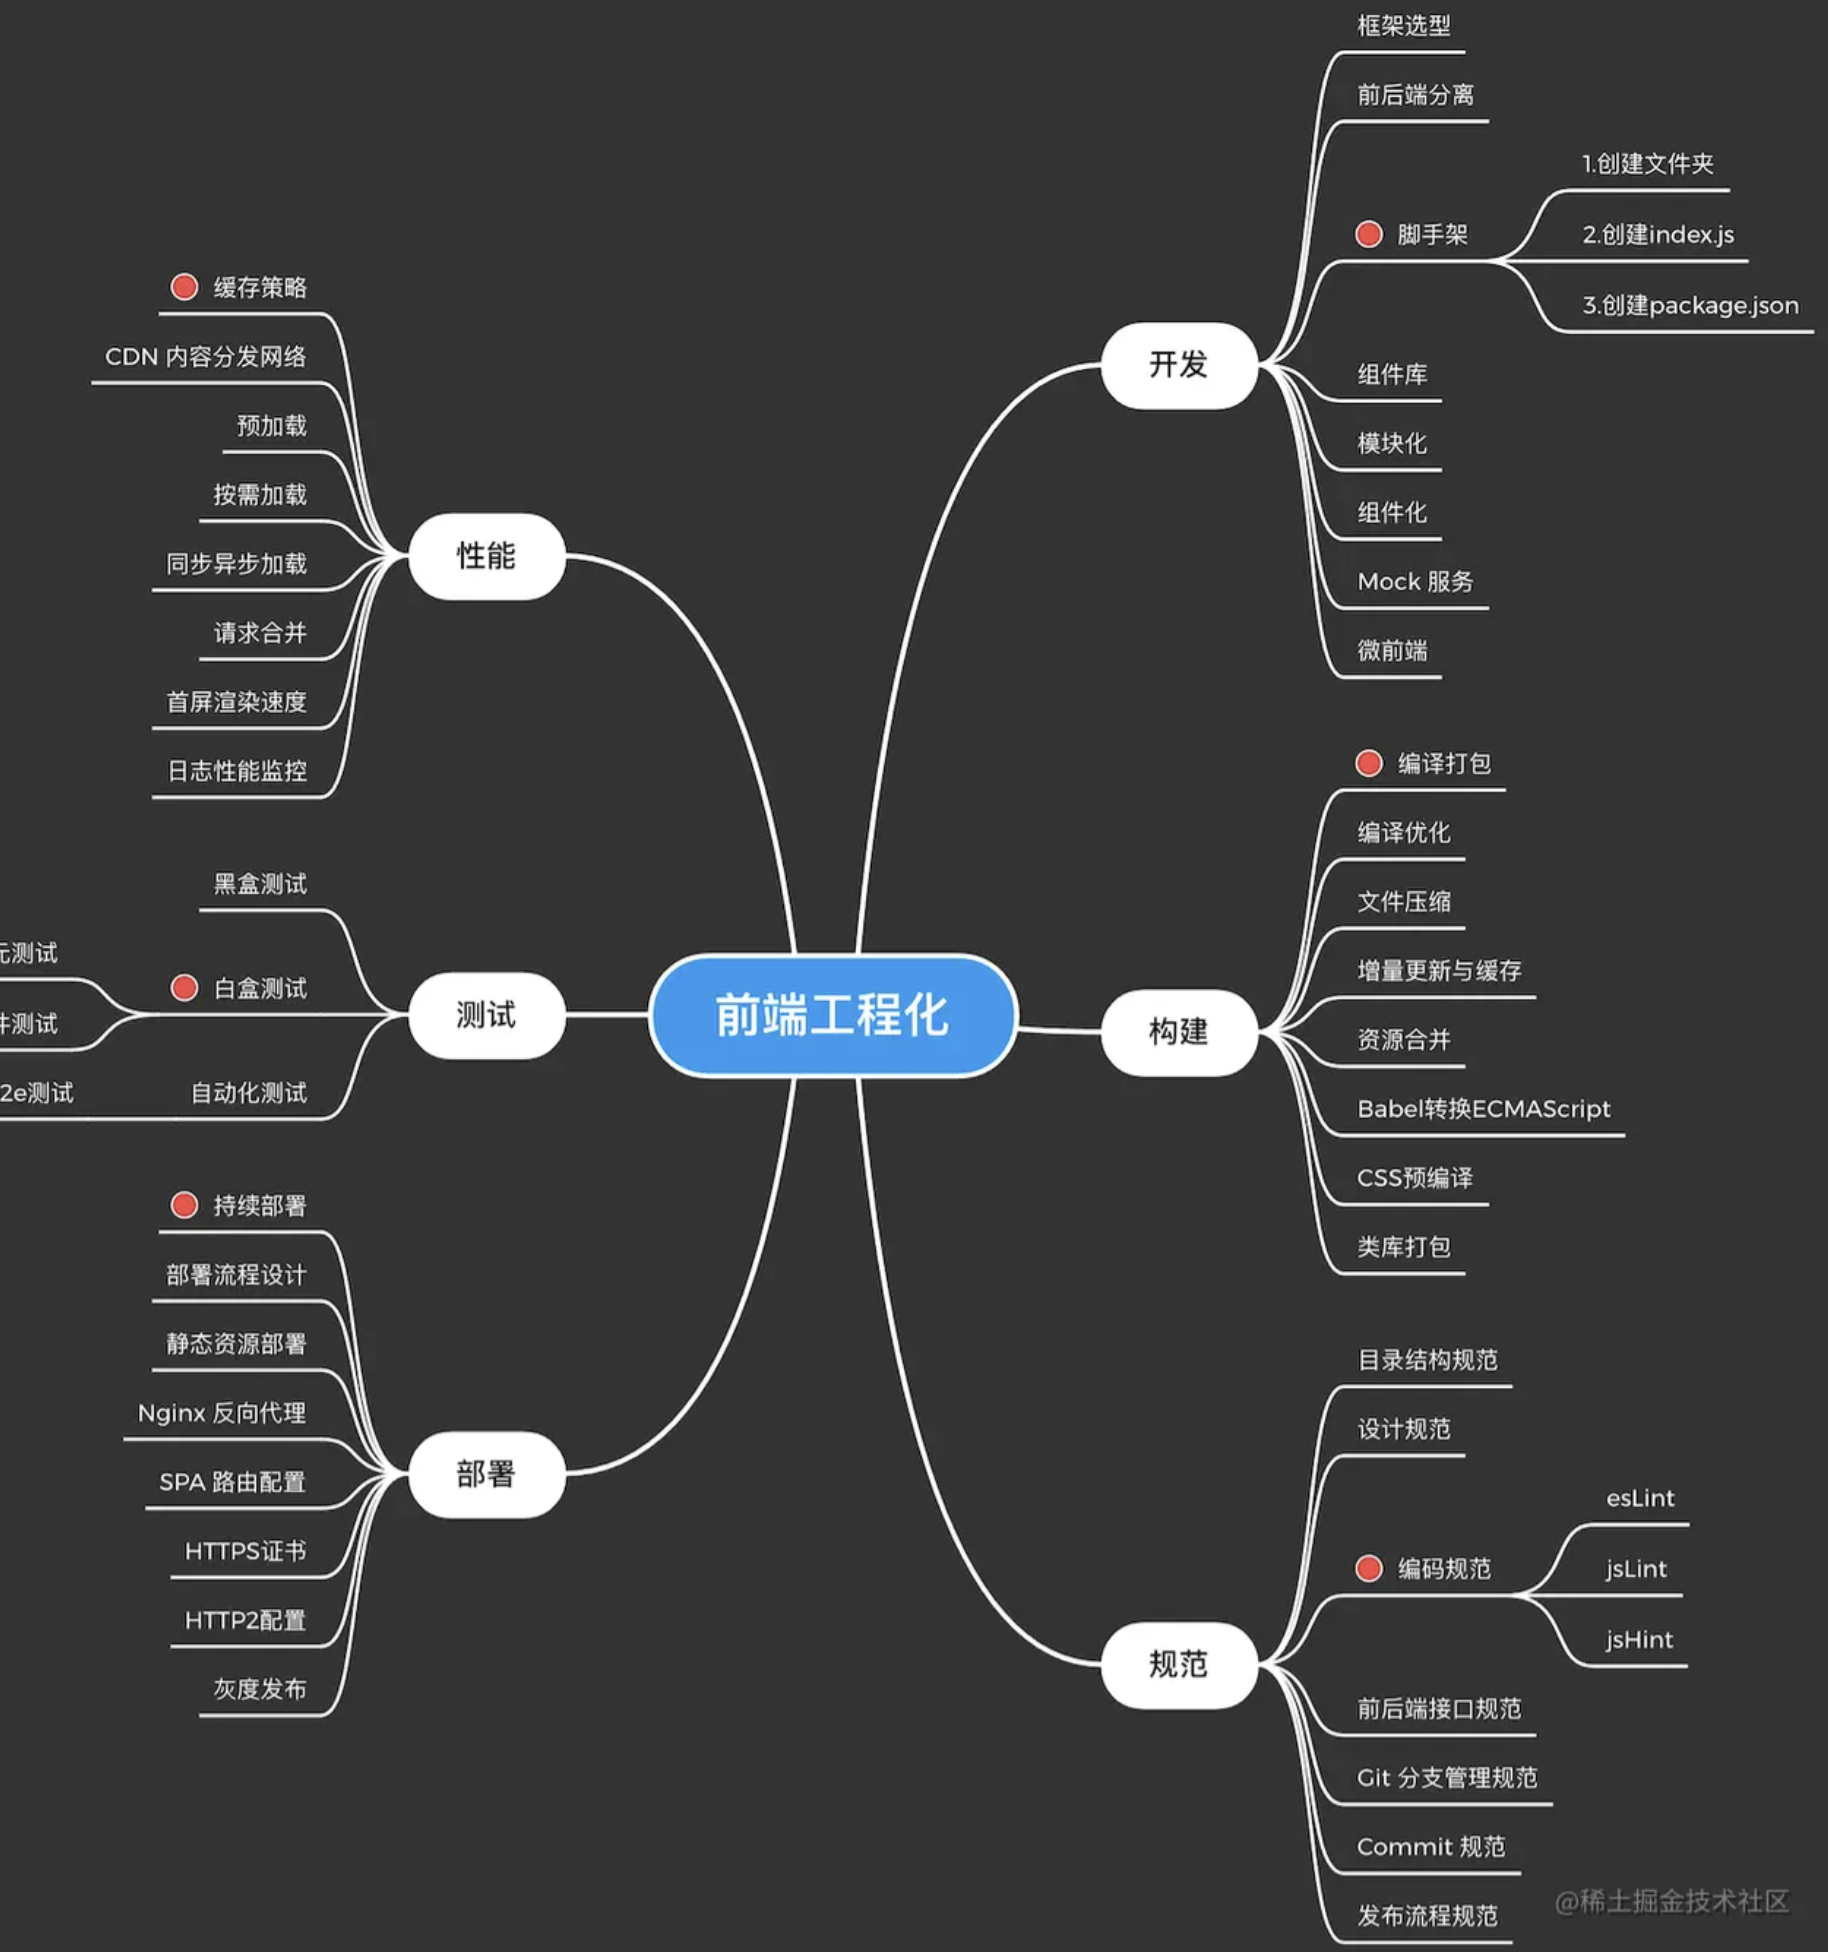 前端工程化
开发
框架选型
前后端分离
脚手架
1.创建文件夹
2.创建index.js
3.创建package.json
组件库
模块化
组件化
Mock 服务
微前端
构建
编译打包
编译优化
文件压缩
增量更新与缓存
资源合并
Babel转换ECMAScript
CSS预编译
类库打包
规范
目录结构规范
设计规范
编码规范
esLint
jsLint
jsHint
前后端接口规范
Git 分支管理规范
Commit 规范
发布流程规范
性能
缓存策略
CDN 内容分发网络
预加载
按需加载
同步异步加载
请求合并
首屏渲染速度
日志性能监控
测试
黑盒测试
白盒测试
元测试
件测试
自动化测试
2e测试
部署
持续部署
部署流程设计
静态资源部署
Nginx 反向代理
SPA 路由配置
HTTPS证书
HTTP2配置
灰度发布
@稀土掘金技术社区